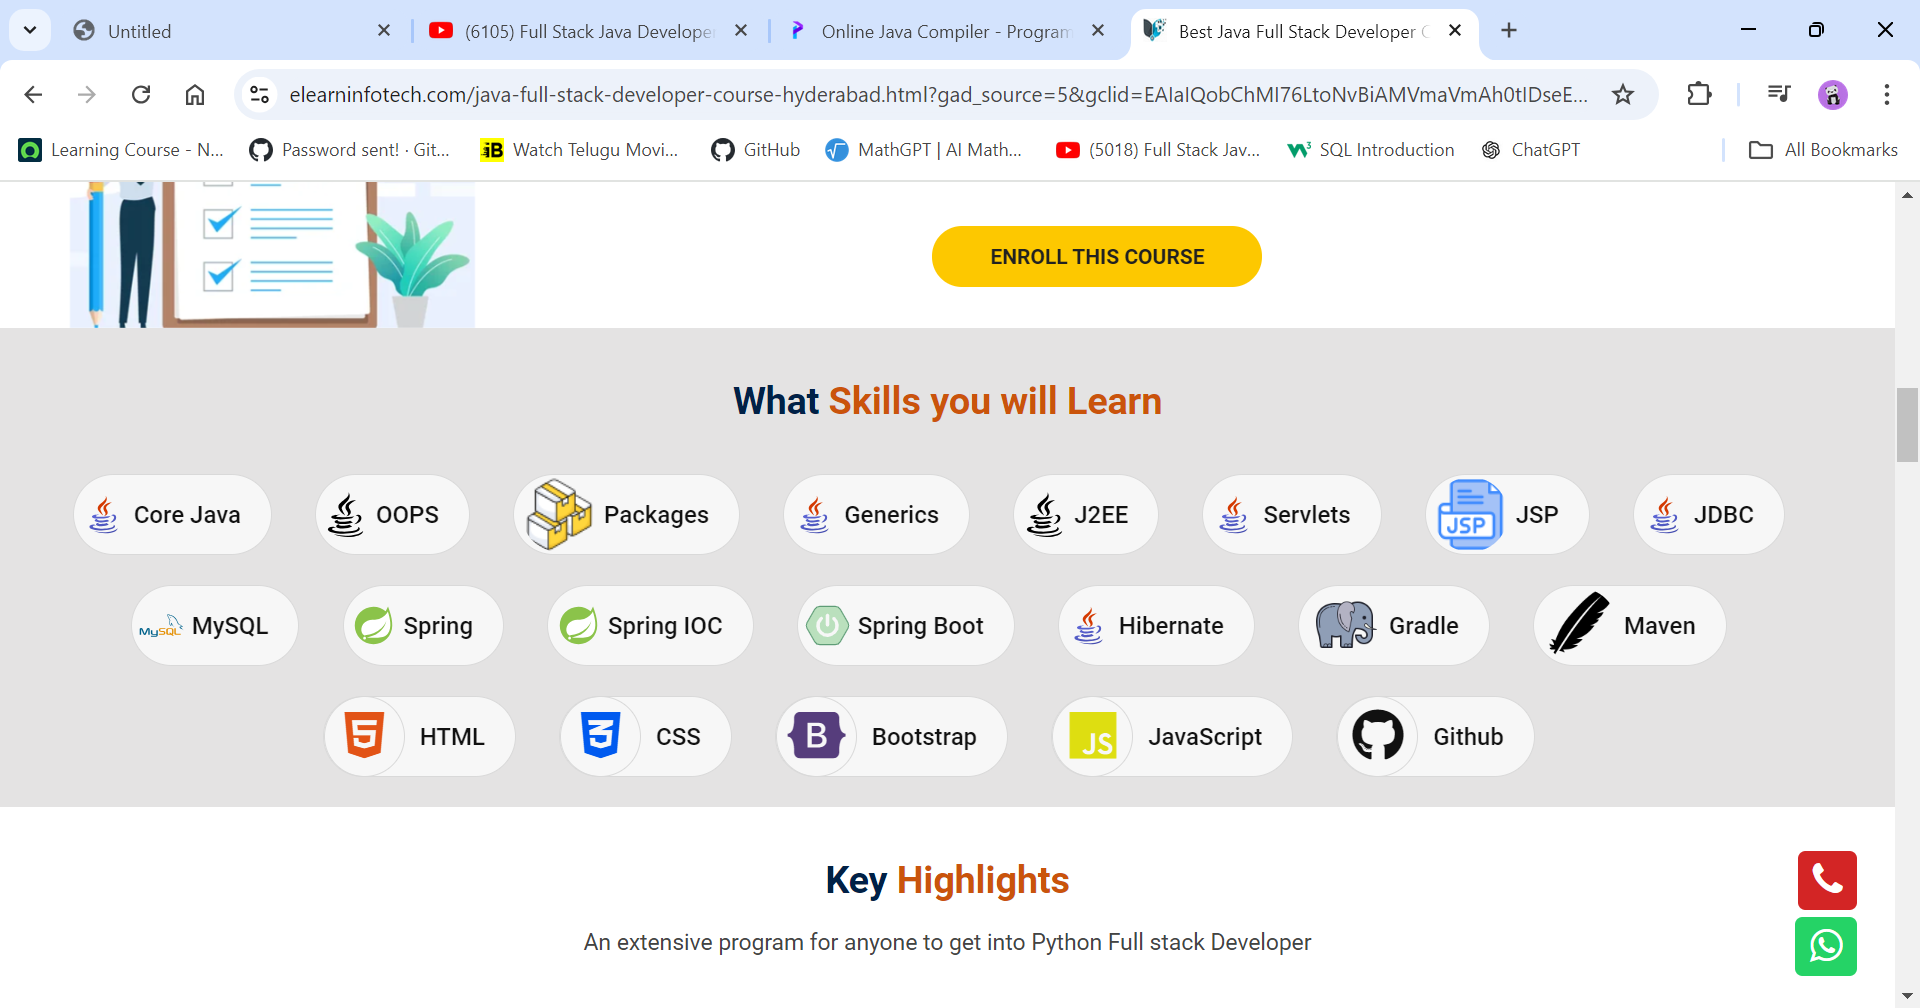 Untitled
(6105) Full Stack Java Develope
Online Java Compiler - Program
Best Java Full Stack Developer C
elearninfotech.com/java-full-stack-developer-course-hyderabad.html?gad_source=5&gclid=EAIaIQobChMI76LtoNvBiAMVmaVmAh0tIDseE...
Learning Course - N...
Password sent! · Git...
iB
Watch Telugu Movi...
GitHub
MathGPT | AI Math...
(5018) Full Stack Jav...
W3
SQL Introduction
ChatGPT
All Bookmarks
ENROLL THIS COURSE
What Skills you will Learn
Core Java
OOPS
Packages
Generics
J2EE
Servlets
JSP
JSP
JDBC
MySQL
MySQL
Spring
Spring IOC
Spring Boot
Hibernate
Gradle
Maven
5
HTML
3
CSS
B
Bootstrap
JS
JavaScript
Github
Key Highlights
An extensive program for anyone to get into Python Full stack Developer